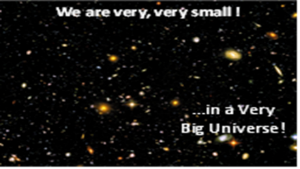 We are very, very small !
...in a Very
Big Universe!